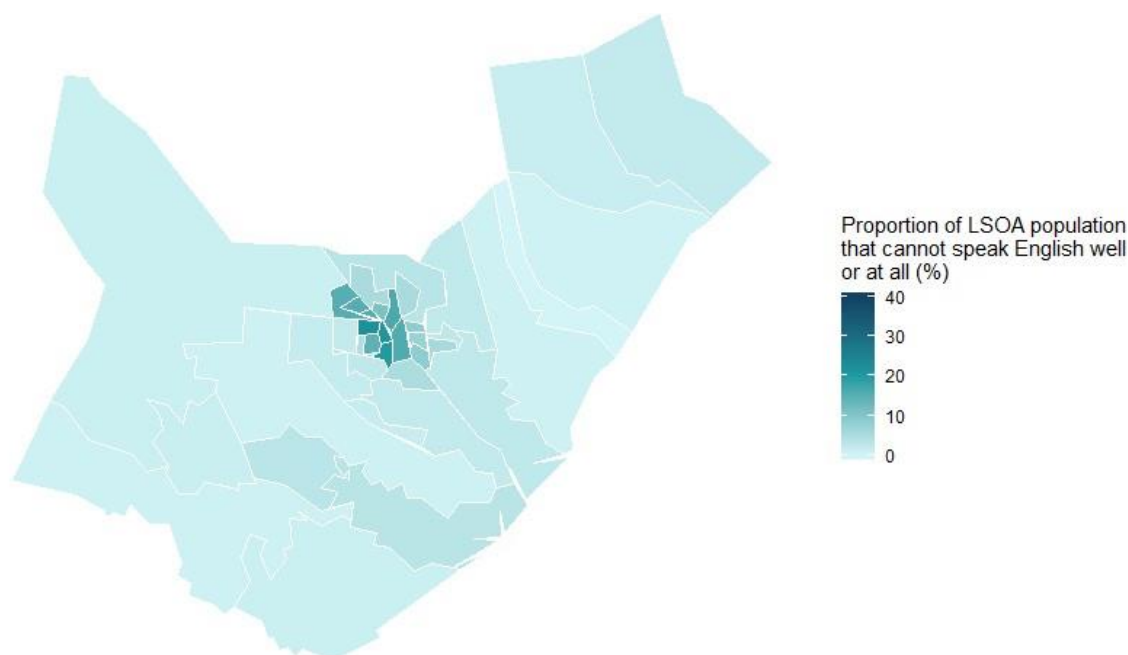 Proportion of LSOA population
that cannot speak English well
or at all (%)
40
30
20
10
0